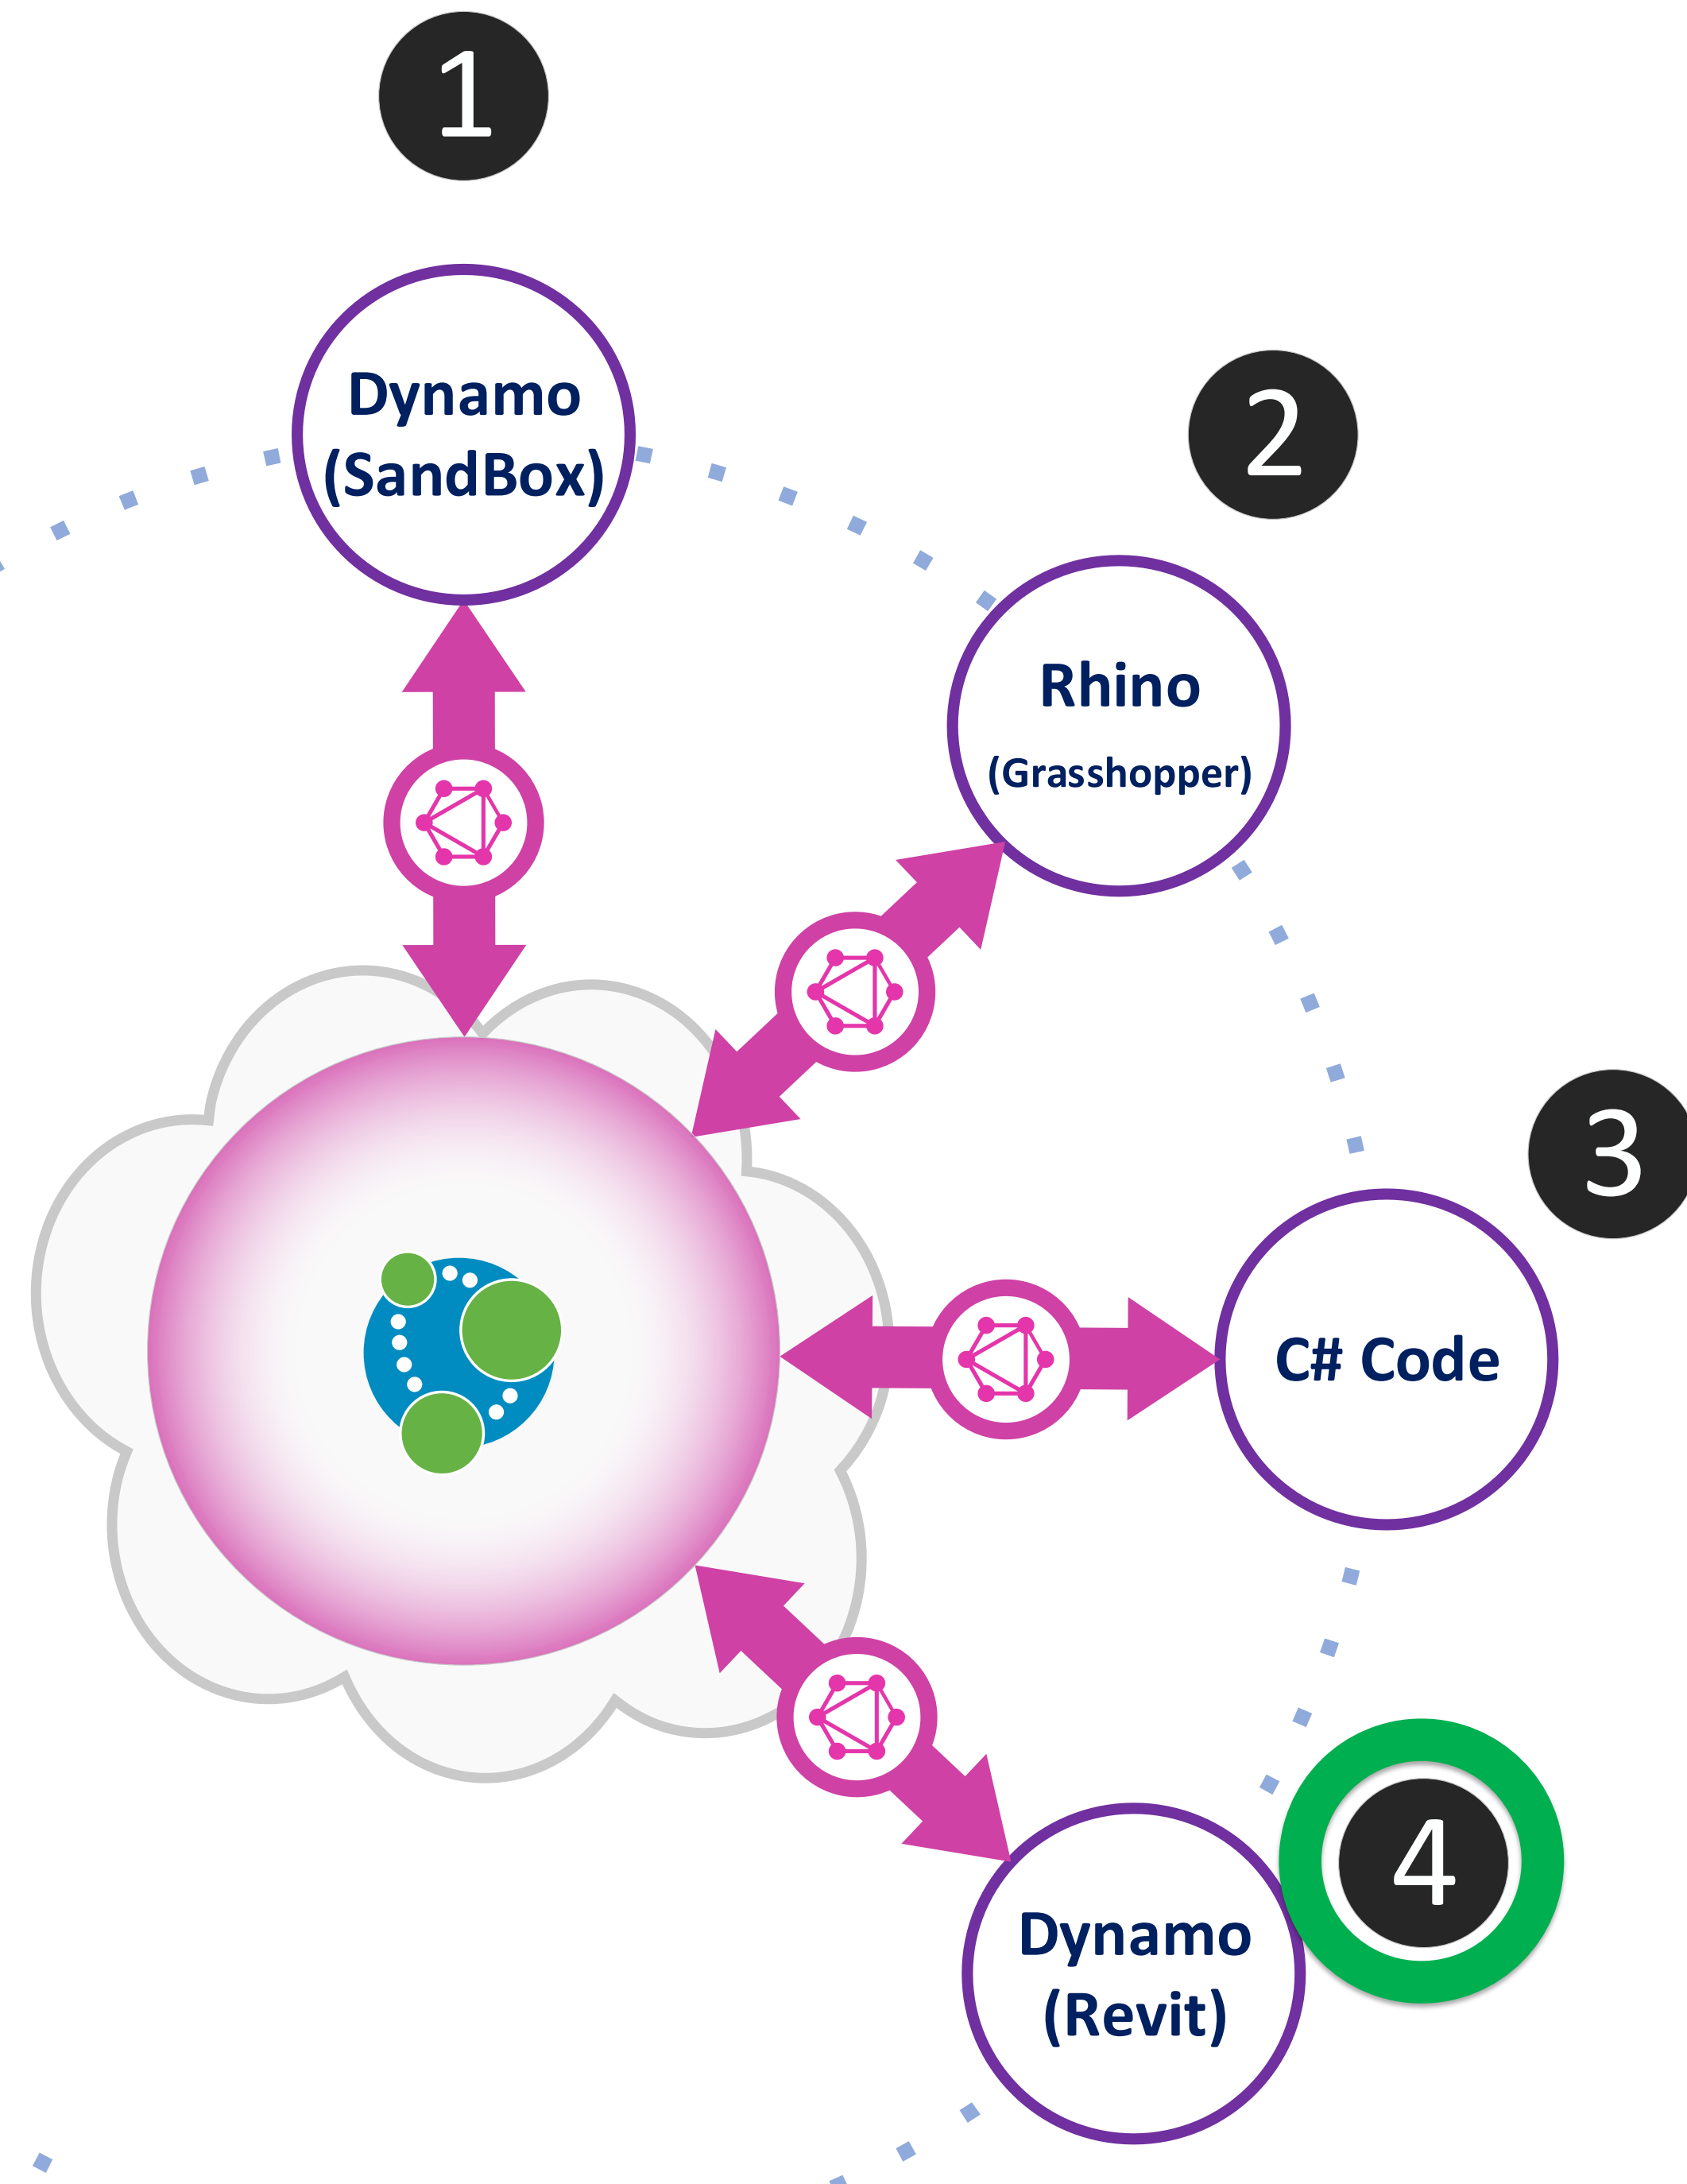 1
Dynamo
(SandBox)
2
Rhino
(Grasshopper)
3
C# Code
4
Dynamo
(Revit)